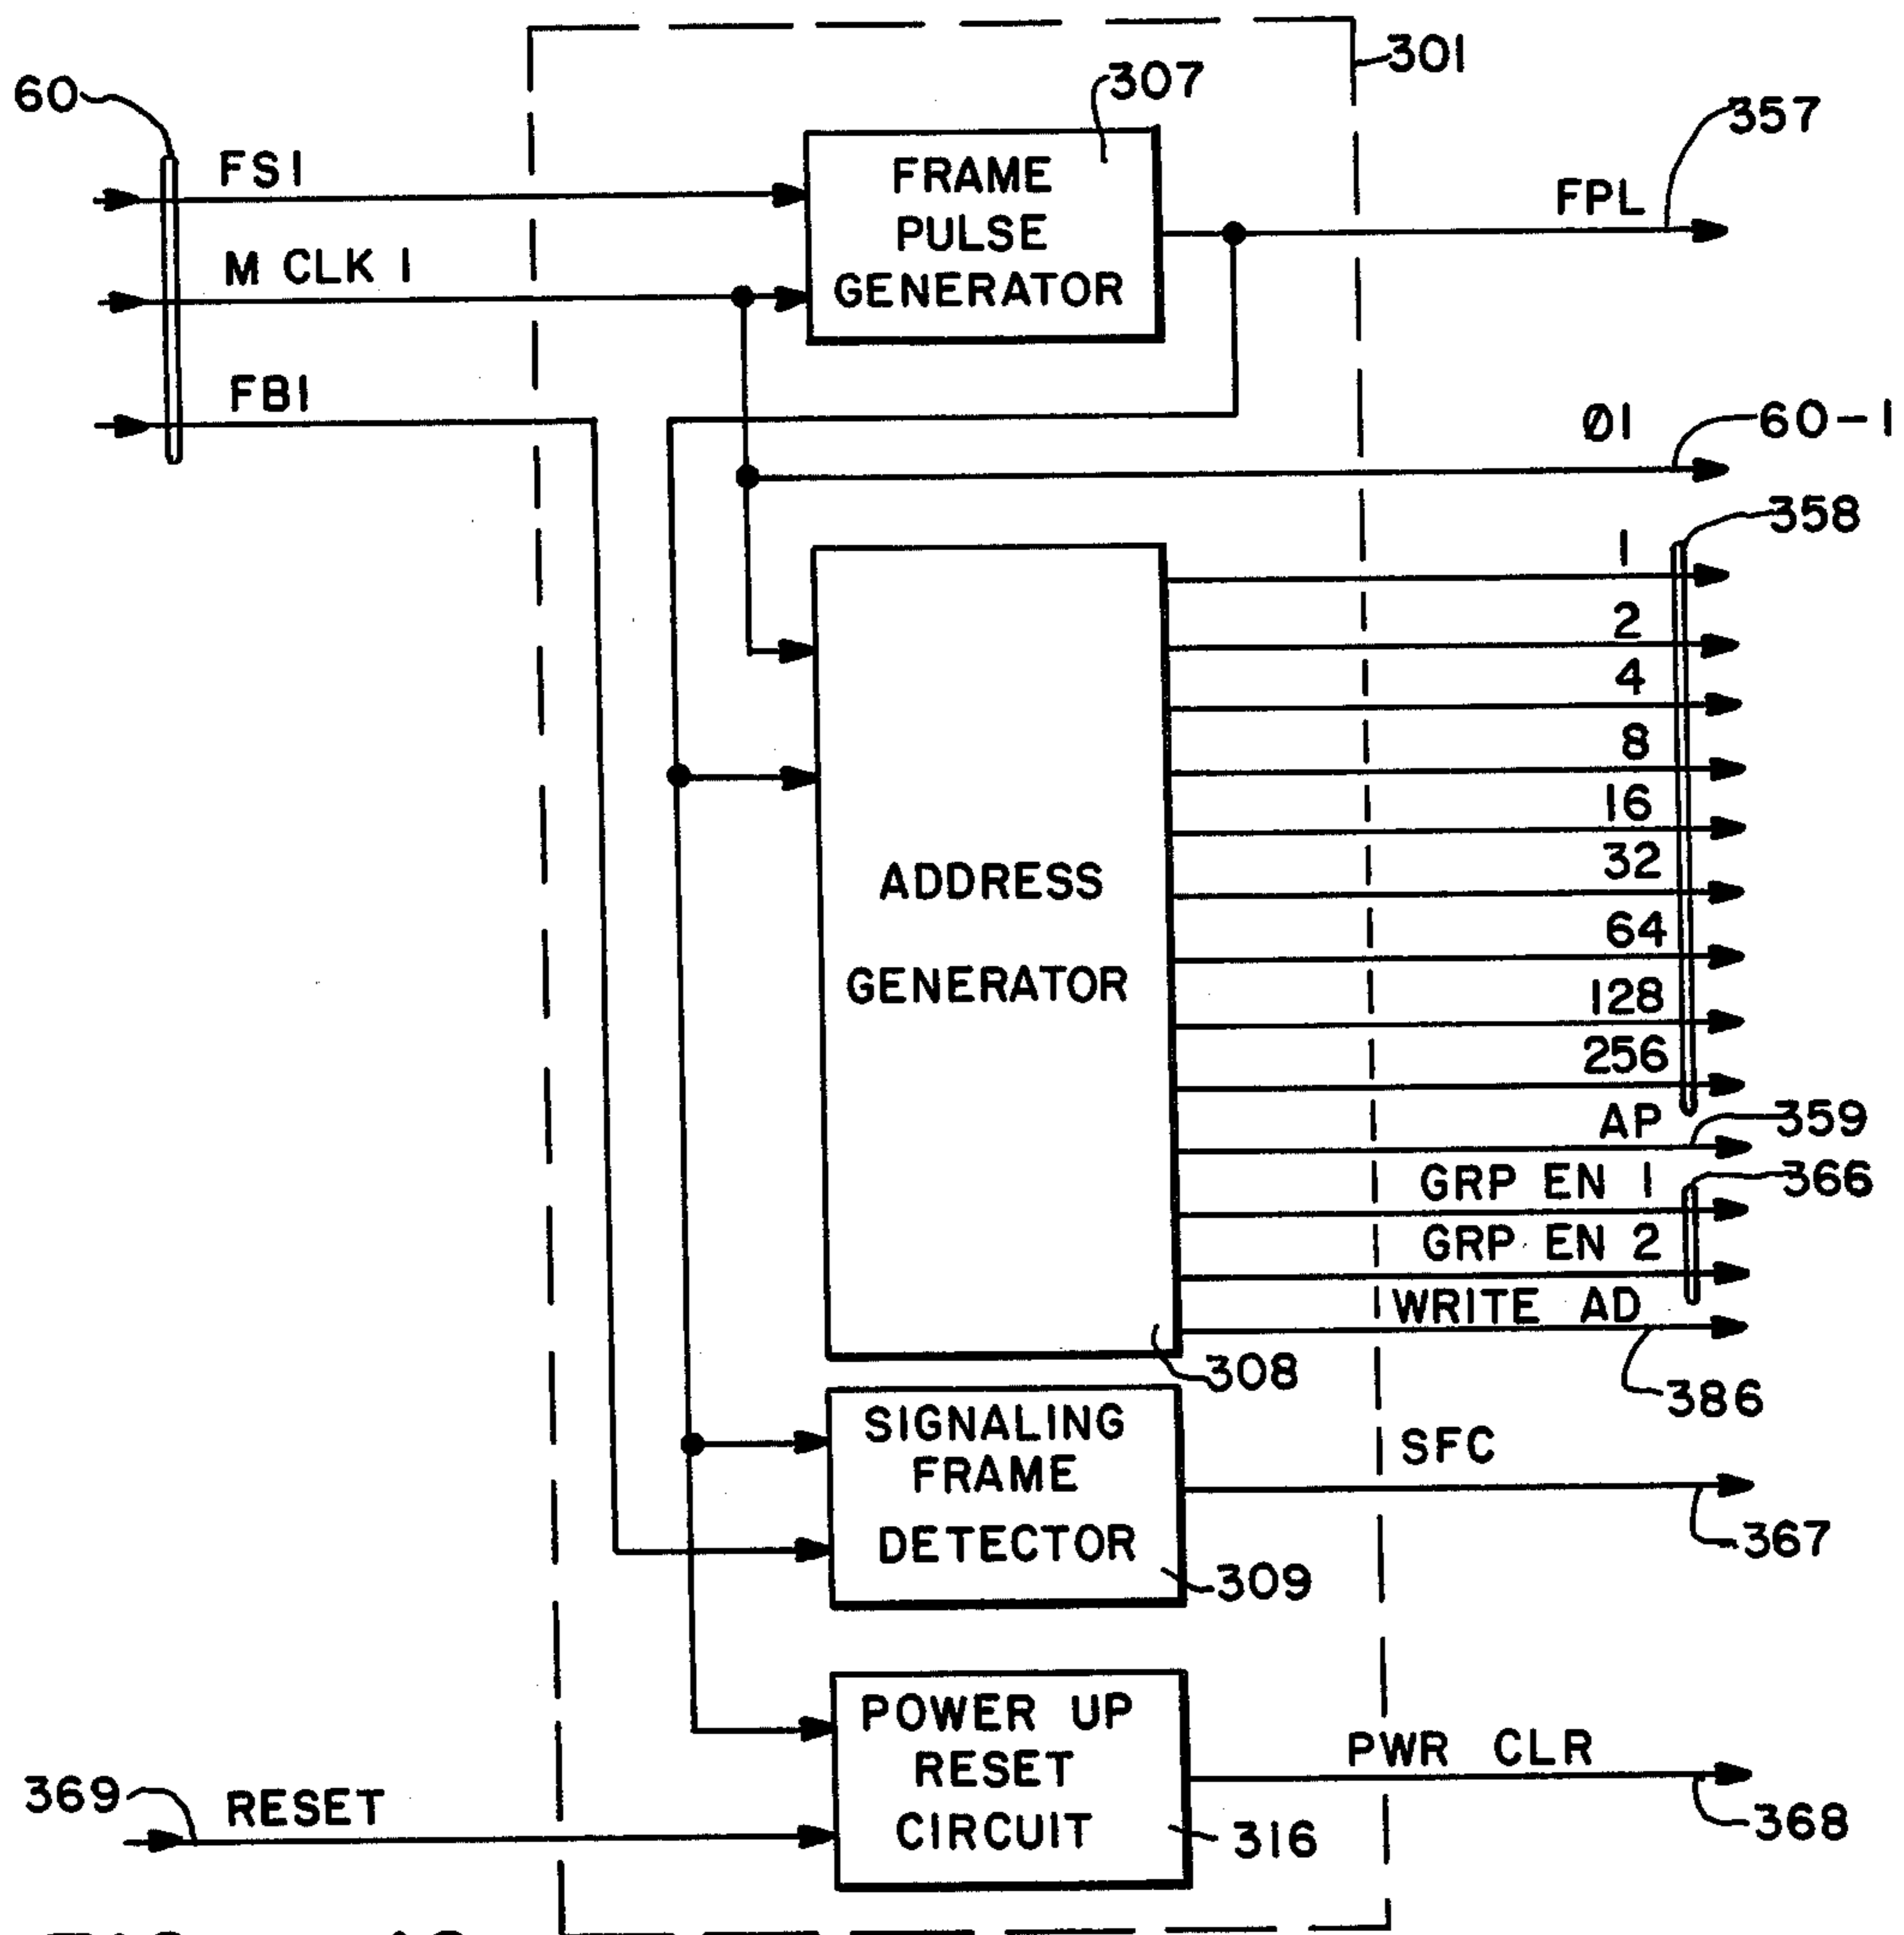 301
307
60
357
FS1
FRAME
PULSE
GENERATOR
FPL
M CLK 1
FB1
Ø1
60-1
358
1
2
4
8
16
32
64
128
256
ADDRESS
GENERATOR
AP
359
GRP EN 1
366
GRP EN 2
WRITE AD
308
386
SIGNALING
FRAME
DETECTOR
SFC
367
309
POWER UP
RESET
CIRCUIT
PWR CLR
368
369
RESET
316